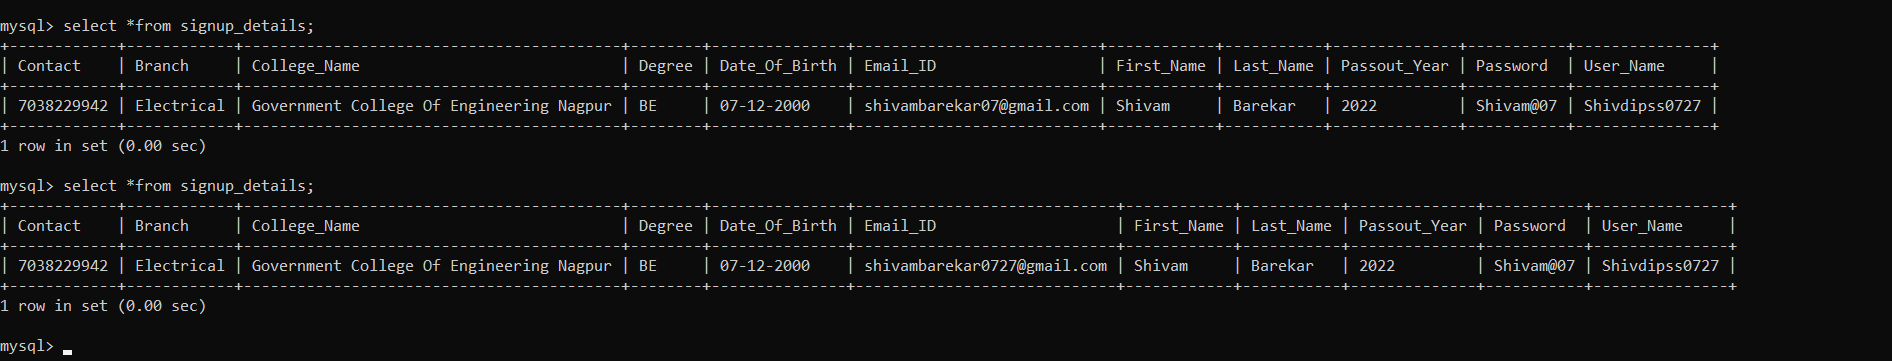 mysql> select *from signup_details;
+------------+------------+-----------------------------------------+--------+---------------+---------------------------+------------+-----------+--------------+-----------+---------------+
| Contact    | Branch     | College_Name                            | Degree | Date_Of_Birth | Email_ID                  | First_Name | Last_Name | Passout_Year | Password  | User_Name     |
+------------+------------+-----------------------------------------+--------+---------------+---------------------------+------------+-----------+--------------+-----------+---------------+
| 7038229942 | Electrical | Government College Of Engineering Nagpur | BE     | 07-12-2000    | shivambarekar07@gmail.com | Shivam     | Barekar   | 2022         | Shivam@07 | Shivdipss0727 |
+------------+------------+-----------------------------------------+--------+---------------+---------------------------+------------+-----------+--------------+-----------+---------------+
1 row in set (0.00 sec)
mysql> select *from signup_details;
+------------+------------+-----------------------------------------+--------+---------------+-----------------------------+------------+-----------+--------------+-----------+---------------+
| Contact    | Branch     | College_Name                            | Degree | Date_Of_Birth | Email_ID                    | First_Name | Last_Name | Passout_Year | Password  | User_Name     |
+------------+------------+-----------------------------------------+--------+---------------+-----------------------------+------------+-----------+--------------+-----------+---------------+
| 7038229942 | Electrical | Government College Of Engineering Nagpur | BE     | 07-12-2000    | shivambarekar0727@gmail.com | Shivam     | Barekar   | 2022         | Shivam@07 | Shivdipss0727 |
+------------+------------+-----------------------------------------+--------+---------------+-----------------------------+------------+-----------+--------------+-----------+---------------+
1 row in set (0.00 sec)
mysql>